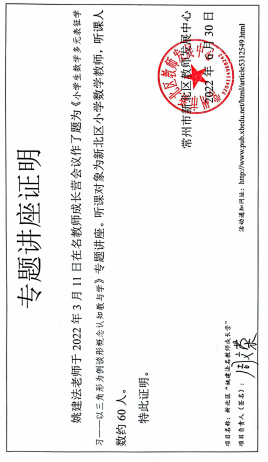 专题讲座证明
姚建法老师于 2022 年 3 月 11 日在名教师成长营会议作了题为《小学生数学多元表征学
习——以三角形为例谈形概念认知教与学》专题讲座。听课对象为新北区小学数学教师，听课人
数约 60 人。
特此证明。
常州市新北区教师发展中心
2022 年 6 月 30 日
项目名称：新北区“姚建法名教师成长营”
项目负责人（签名）：
活动通知网址：http://www.pub.xbedu.net/html/article5312549.html